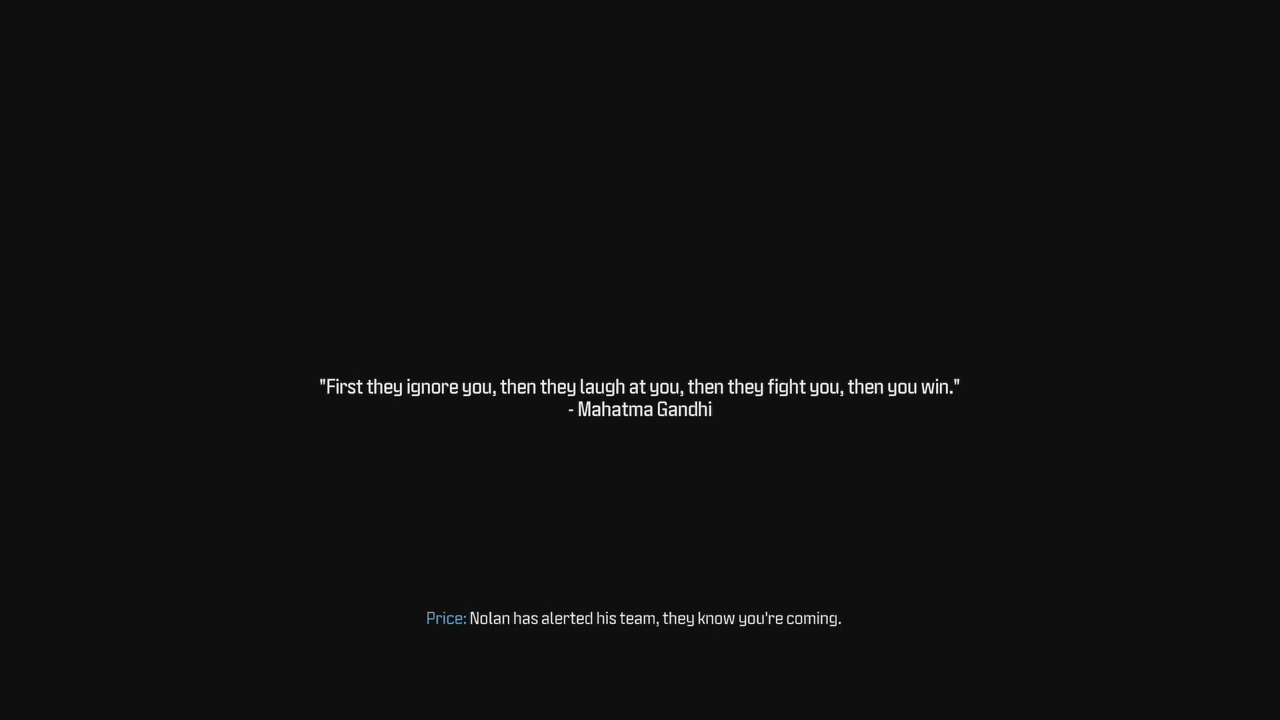 "First they ignore you, then they laugh at you, then they fight you, then you win."
- Mahatma Gandhi
Price: Nolan has alerted his team, they know you're coming.